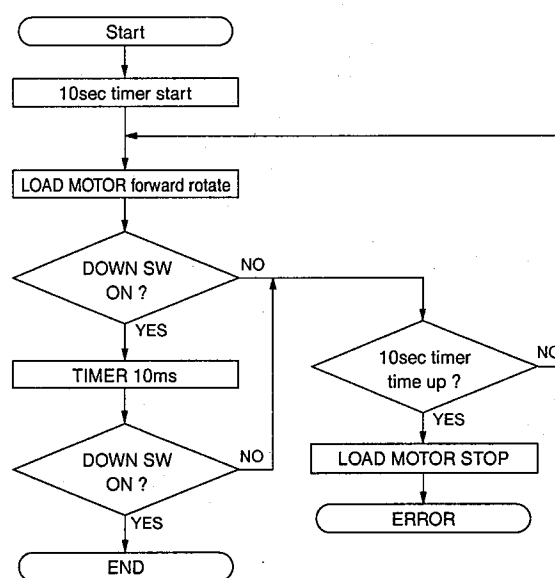 Start
10sec timer start
LOAD MOTOR forward rotate
DOWN SW
ON ?
NO
YES
TIMER 10ms
DOWN SW
ON ?
NO
YES
END
10sec timer
time up ?
NO
YES
LOAD MOTOR STOP
ERROR